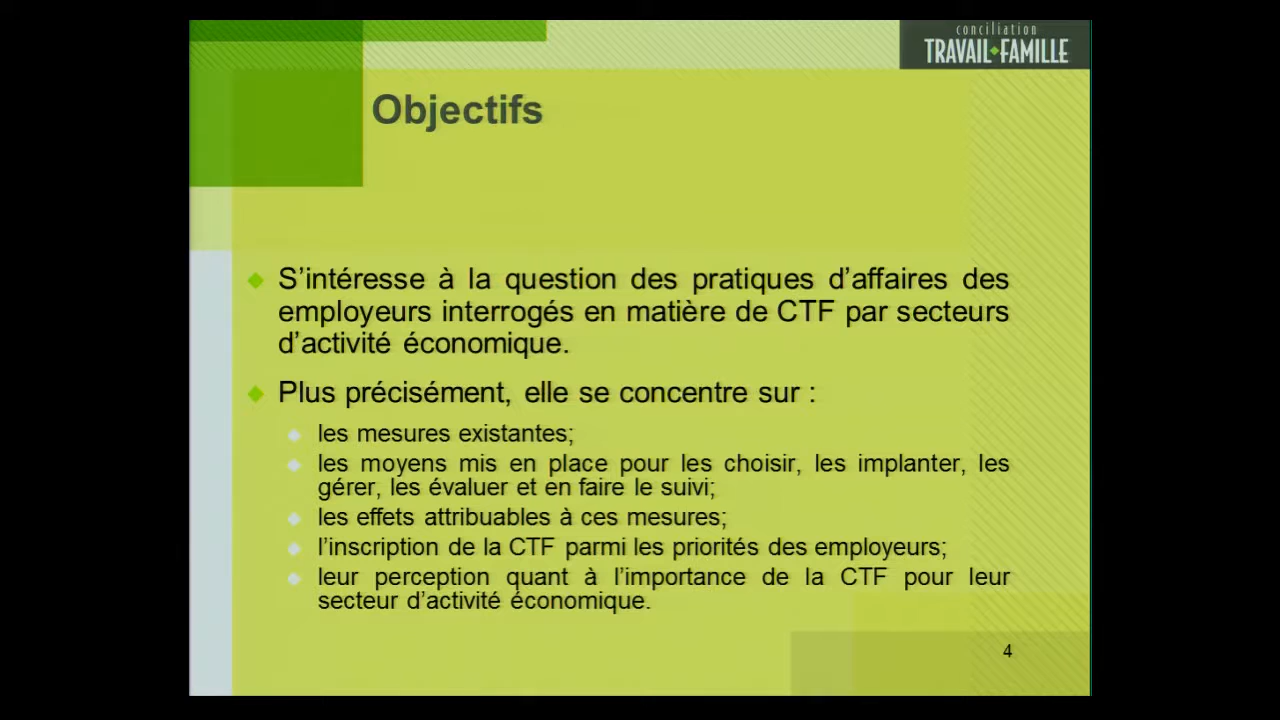 conciliation
TRAVAIL FAMILLE
Objectifs
S'intéresse à la question des pratiques d'affaires des
employeurs interrogés en matière de CTF par secteurs
d'activité économique.
Plus précisément, elle se concentre sur :
les mesures existantes;
les moyens mis en place pour les choisir, les implanter, les
gérer, les évaluer et en faire le suivi;
les effets attribuables à ces mesures;
l'inscription de la CTF parmi les priorités des employeurs;
leur perception quant à l'importance de la CTF pour leur
secteur d'activité économique.
4